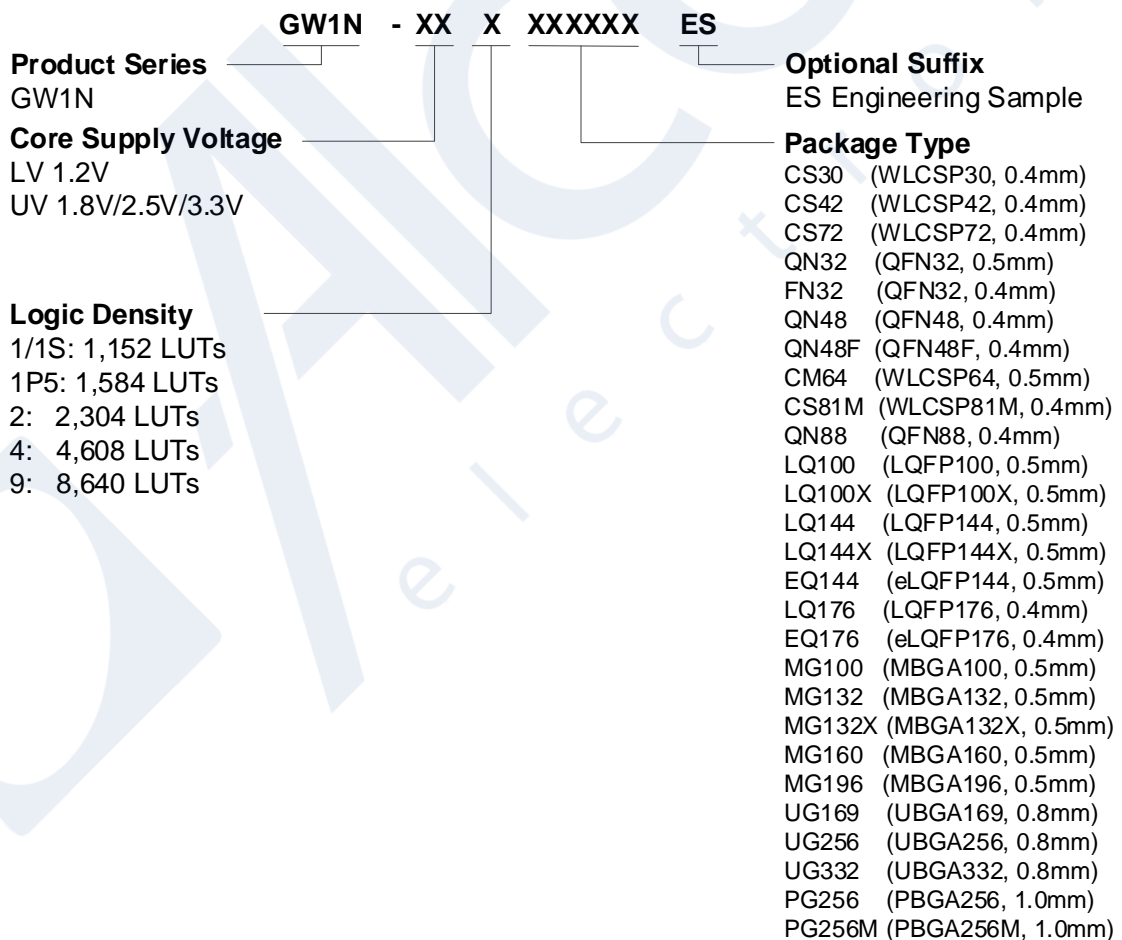 GW1N - XX X XXXXXX ES
Product Series
GW1N
Core Supply Voltage
LV 1.2V
UV 1.8V/2.5V/3.3V
Logic Density
1/1S: 1,152 LUTs
1P5: 1,584 LUTs
2: 2,304 LUTs
4: 4,608 LUTs
9: 8,640 LUTs
Optional Suffix
ES Engineering Sample
Package Type
CS30 (WLCSP30, 0.4mm)
CS42 (WLCSP42, 0.4mm)
CS72 (WLCSP72, 0.4mm)
QN32 (QFN32, 0.5mm)
FN32 (QFN32, 0.4mm)
QN48 (QFN48, 0.4mm)
QN48F (QFN48F, 0.4mm)
CM64 (WLCSP64, 0.5mm)
CS81M (WLCSP81M, 0.4mm)
QN88 (QFN88, 0.4mm)
LQ100 (LQFP100, 0.5mm)
LQ100X (LQFP100X, 0.5mm)
LQ144 (LQFP144, 0.5mm)
LQ144X (LQFP144X, 0.5mm)
EQ144 (eLQFP144, 0.5mm)
LQ176 (LQFP176, 0.4mm)
EQ176 (eLQFP176, 0.4mm)
MG100 (MBGA100, 0.5mm)
MG132 (MBGA132, 0.5mm)
MG132X (MBGA132X, 0.5mm)
MG160 (MBGA160, 0.5mm)
MG196 (MBGA196, 0.5mm)
UG169 (UBGA169, 0.8mm)
UG256 (UBGA256, 0.8mm)
UG332 (UBGA332, 0.8mm)
PG256 (PBGA256, 1.0mm)
PG256M (PBGA256M, 1.0mm)